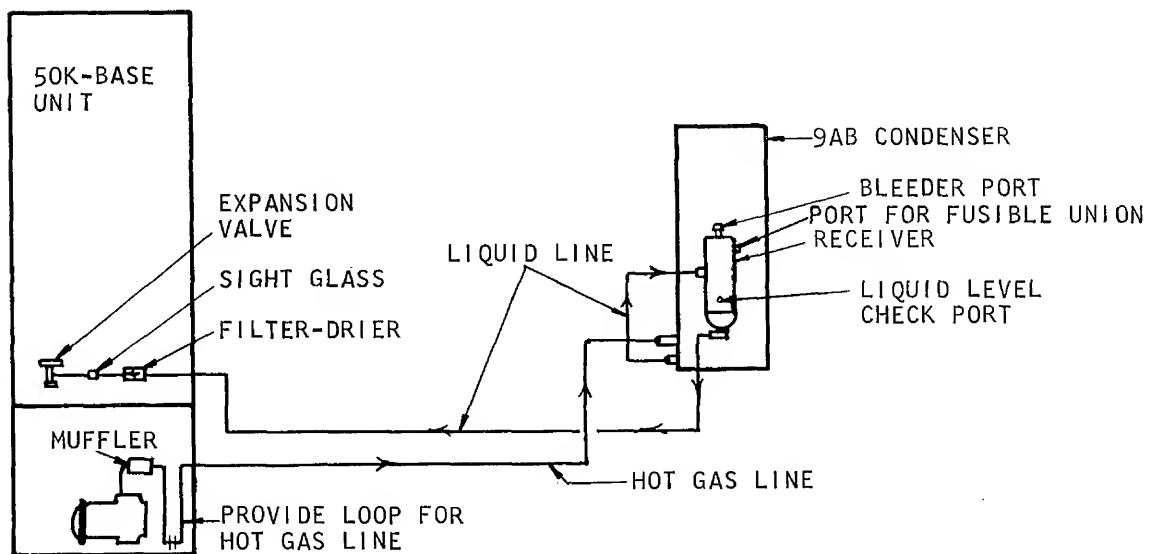 50K-BASE
UNIT
9AB CONDENSER
BLEEDER PORT
PORT FOR FUSIBLE UNION
RECEIVER
EXPANSION
VALVE
LIQUID LINE
SIGHT GLASS
LIQUID LEVEL
CHECK PORT
FILTER-DRIER
MUFFLER
HOT GAS LINE
PROVIDE LOOP FOR
HOT GAS LINE